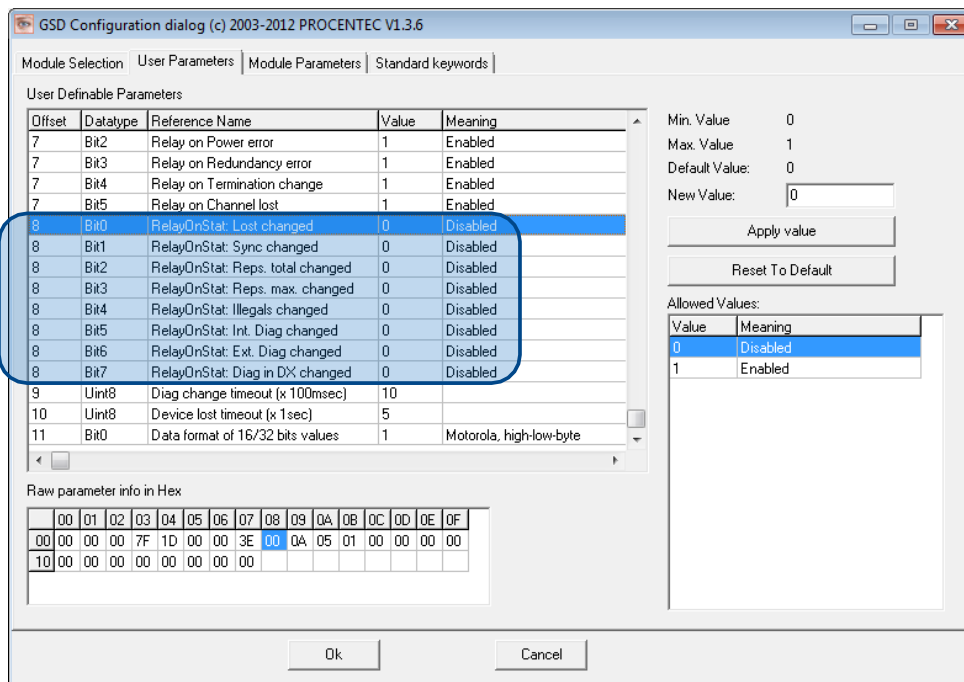 GSD Configuration dialog (c) 2003-2012 PROCENTEC V1.3.6
Module Selection User Parameters Module Parameters Standard keywords
User Definable Parameters
Offset Datatype Reference Name Value Meaning
7 Bit2 Relay on Power error 1 Enabled
7 Bit3 Relay on Redundancy error 1 Enabled
7 Bit4 Relay on Termination change 1 Enabled
7 Bit5 Relay on Channel lost 1 Enabled
8 Bit0 RelayOnStat: Lost changed 0 Disabled
8 Bit1 RelayOnStat: Sync changed 0 Disabled
8 Bit2 RelayOnStat: Reps. total changed 0 Disabled
8 Bit3 RelayOnStat: Reps. max. changed 0 Disabled
8 Bit4 RelayOnStat: Illegals changed 0 Disabled
8 Bit5 RelayOnStat: Int. Diag changed 0 Disabled
8 Bit6 RelayOnStat: Ext. Diag changed 0 Disabled
8 Bit7 RelayOnStat: Diag in DX changed 0 Disabled
9 Uint8 Diag change timeout (x 100msec) 10
10 Uint8 Device lost timeout (x 1sec) 5
11 Bit0 Data format of 16/32 bits values 1 Motorola, high-low-byte
Min. Value 0
Max. Value 1
Default Value: 0
New Value: 0
Apply value
Reset To Default
Allowed Values:
Value Meaning
0 Disabled
1 Enabled
Raw parameter info in Hex
00 01 02 03 04 05 06 07 08 09 0A 0B 0C 0D 0E 0F
00 00 00 00 7F 1D 00 00 3E 00 0A 05 01 00 00 00 00
10 00 00 00 00 00 00 00 00
Ok Cancel